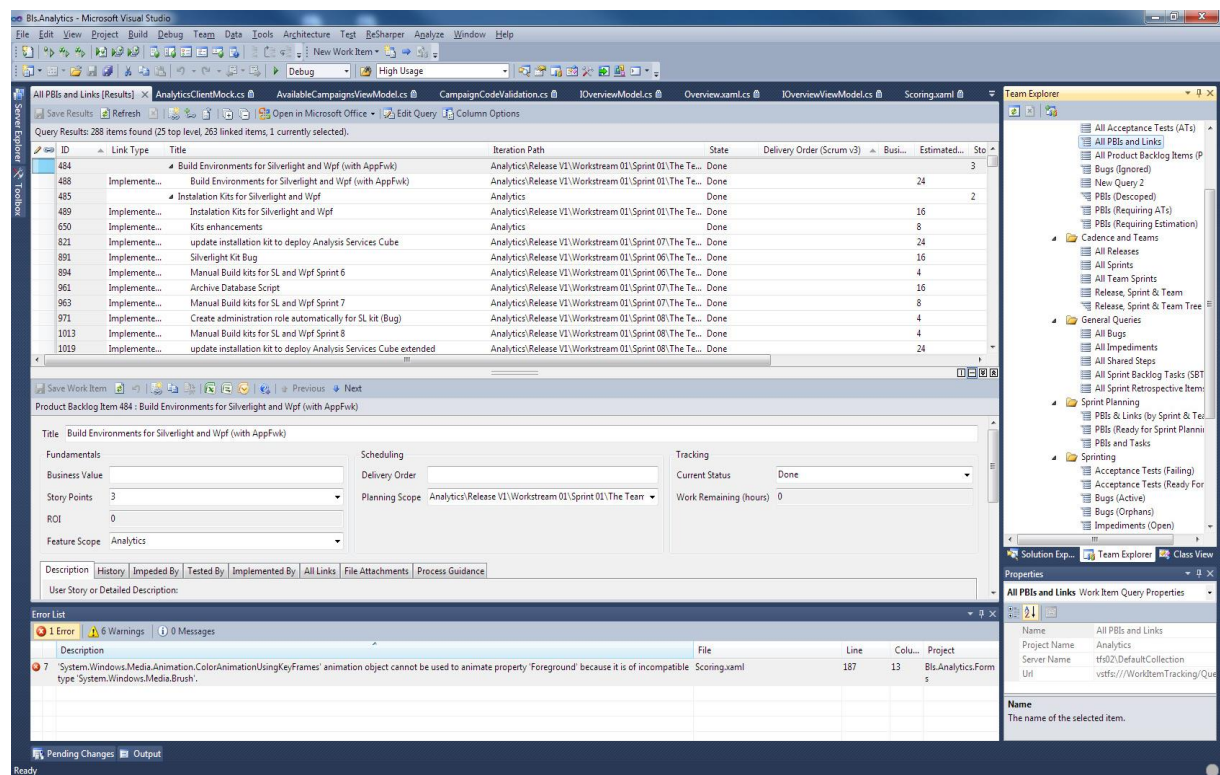 Bls.Analytics - Microsoft Visual Studio
File Edit View Project Build Debug Team Data Tools Architecture Test ReSharper Analyze Window Help
New Work Item
Debug High Usage
All PBIs and Links [Results] AnalyticsClientMock.cs AvailableCampaignsViewModel.cs CampaignCodeValidation.cs IOverviewModel.cs Overview.xaml.cs IOverviewViewModel.cs Scoring.xaml
Save Results Refresh Open in Microsoft Office Edit Query Column Options
Query Results: 288 items found (25 top level, 263 linked items, 1 currently selected).
ID Link Type Title Iteration Path State Delivery Order (Scrum v3) Busi... Estimated... Sto
484 Build Environments for Silverlight and Wpf (with AppFwk) Analytics\Release V1\Workstream 01\Sprint 01\The Te... Done 3
488 Implemente... Build Environments for Silverlight and Wpf (with AppFwk) Analytics\Release V1\Workstream 01\Sprint 01\The Te... Done 24
485 Instalation Kits for Silverlight and Wpf Analytics Done 2
489 Implemente... Instalation Kits for Silverlight and Wpf Analytics\Release V1\Workstream 01\Sprint 01\The Te... Done 16
650 Implemente... Kits enhancements Analytics Done 8
821 Implemente... update installation kit to deploy Analysis Services Cube Analytics\Release V1\Workstream 01\Sprint 07\The Te... Done 24
891 Implemente... Silverlight Kit Bug Analytics\Release V1\Workstream 01\Sprint 06\The Te... Done 16
894 Implemente... Manual Build kits for SL and Wpf Sprint 6 Analytics\Release V1\Workstream 01\Sprint 06\The Te... Done 4
961 Implemente... Archive Database Script Analytics\Release V1\Workstream 01\Sprint 07\The Te... Done 16
963 Implemente... Manual Build kits for SL and Wpf Sprint 7 Analytics\Release V1\Workstream 01\Sprint 07\The Te... Done 8
971 Implemente... Create administration role automatically for SL kit (Bug) Analytics\Release V1\Workstream 01\Sprint 07\The Te... Done 4
1013 Implemente... Manual Build kits for SL and Wpf Sprint 8 Analytics\Release V1\Workstream 01\Sprint 08\The Te... Done 4
1019 Implemente... update installation kit to deploy Analysis Services Cube extended Analytics\Release V1\Workstream 01\Sprint 08\The Te... Done 24
Save Work Item Previous Next
Product Backlog Item 484 : Build Environments for Silverlight and Wpf (with AppFwk)
Title Build Environments for Silverlight and Wpf (with AppFwk)
Fundamentals Scheduling Tracking
Business Value Delivery Order Current Status Done
Story Points 3 Planning Scope Analytics\Release V1\Workstream 01\Sprint 01\The Team Work Remaining (hours) 0
ROI 0
Feature Scope Analytics
Description History Impeded By Tested By Implemented By All Links File Attachments Process Guidance
User Story or Detailed Description:
Error List
1 Error 6 Warnings 0 Messages
Description File Line Colu... Project
7 'System.Windows.Media.Animation.ColorAnimationUsingKeyFrames' animation object cannot be used to animate property 'Foreground' because it is of incompatible Scoring.xaml 187 13 Bls.Analytics.Form
type 'System.Windows.Media.Brush'. s
Pending Changes Output
Ready
Server Explorer
Toolbox
Team Explorer
All Acceptance Tests (ATs)
All PBIs and Links
All Product Backlog Items (P
Bugs (Ignored)
New Query 2
PBIs (Descoped)
PBIs (Requiring ATs)
PBIs (Requiring Estimation)
Cadence and Teams
All Releases
All Sprints
All Team Sprints
Release, Sprint & Team
Release, Sprint & Team Tree
General Queries
All Bugs
All Impediments
All Shared Steps
All Sprint Backlog Tasks (SBT
All Sprint Retrospective Items
Sprint Planning
PBIs & Links (by Sprint & Tea
PBIs (Ready for Sprint Plannin
PBIs and Tasks
Sprinting
Acceptance Tests (Failing)
Acceptance Tests (Ready For
Bugs (Active)
Bugs (Orphans)
Impediments (Open)
Solution Exp... Team Explorer Class View
Properties
All PBIs and Links Work Item Query Properties
Name All PBIs and Links
Project Name Analytics
Server Name tfs02\DefaultCollection
Url vstfs:///WorkItemTracking/Que
Name
The name of the selected item.